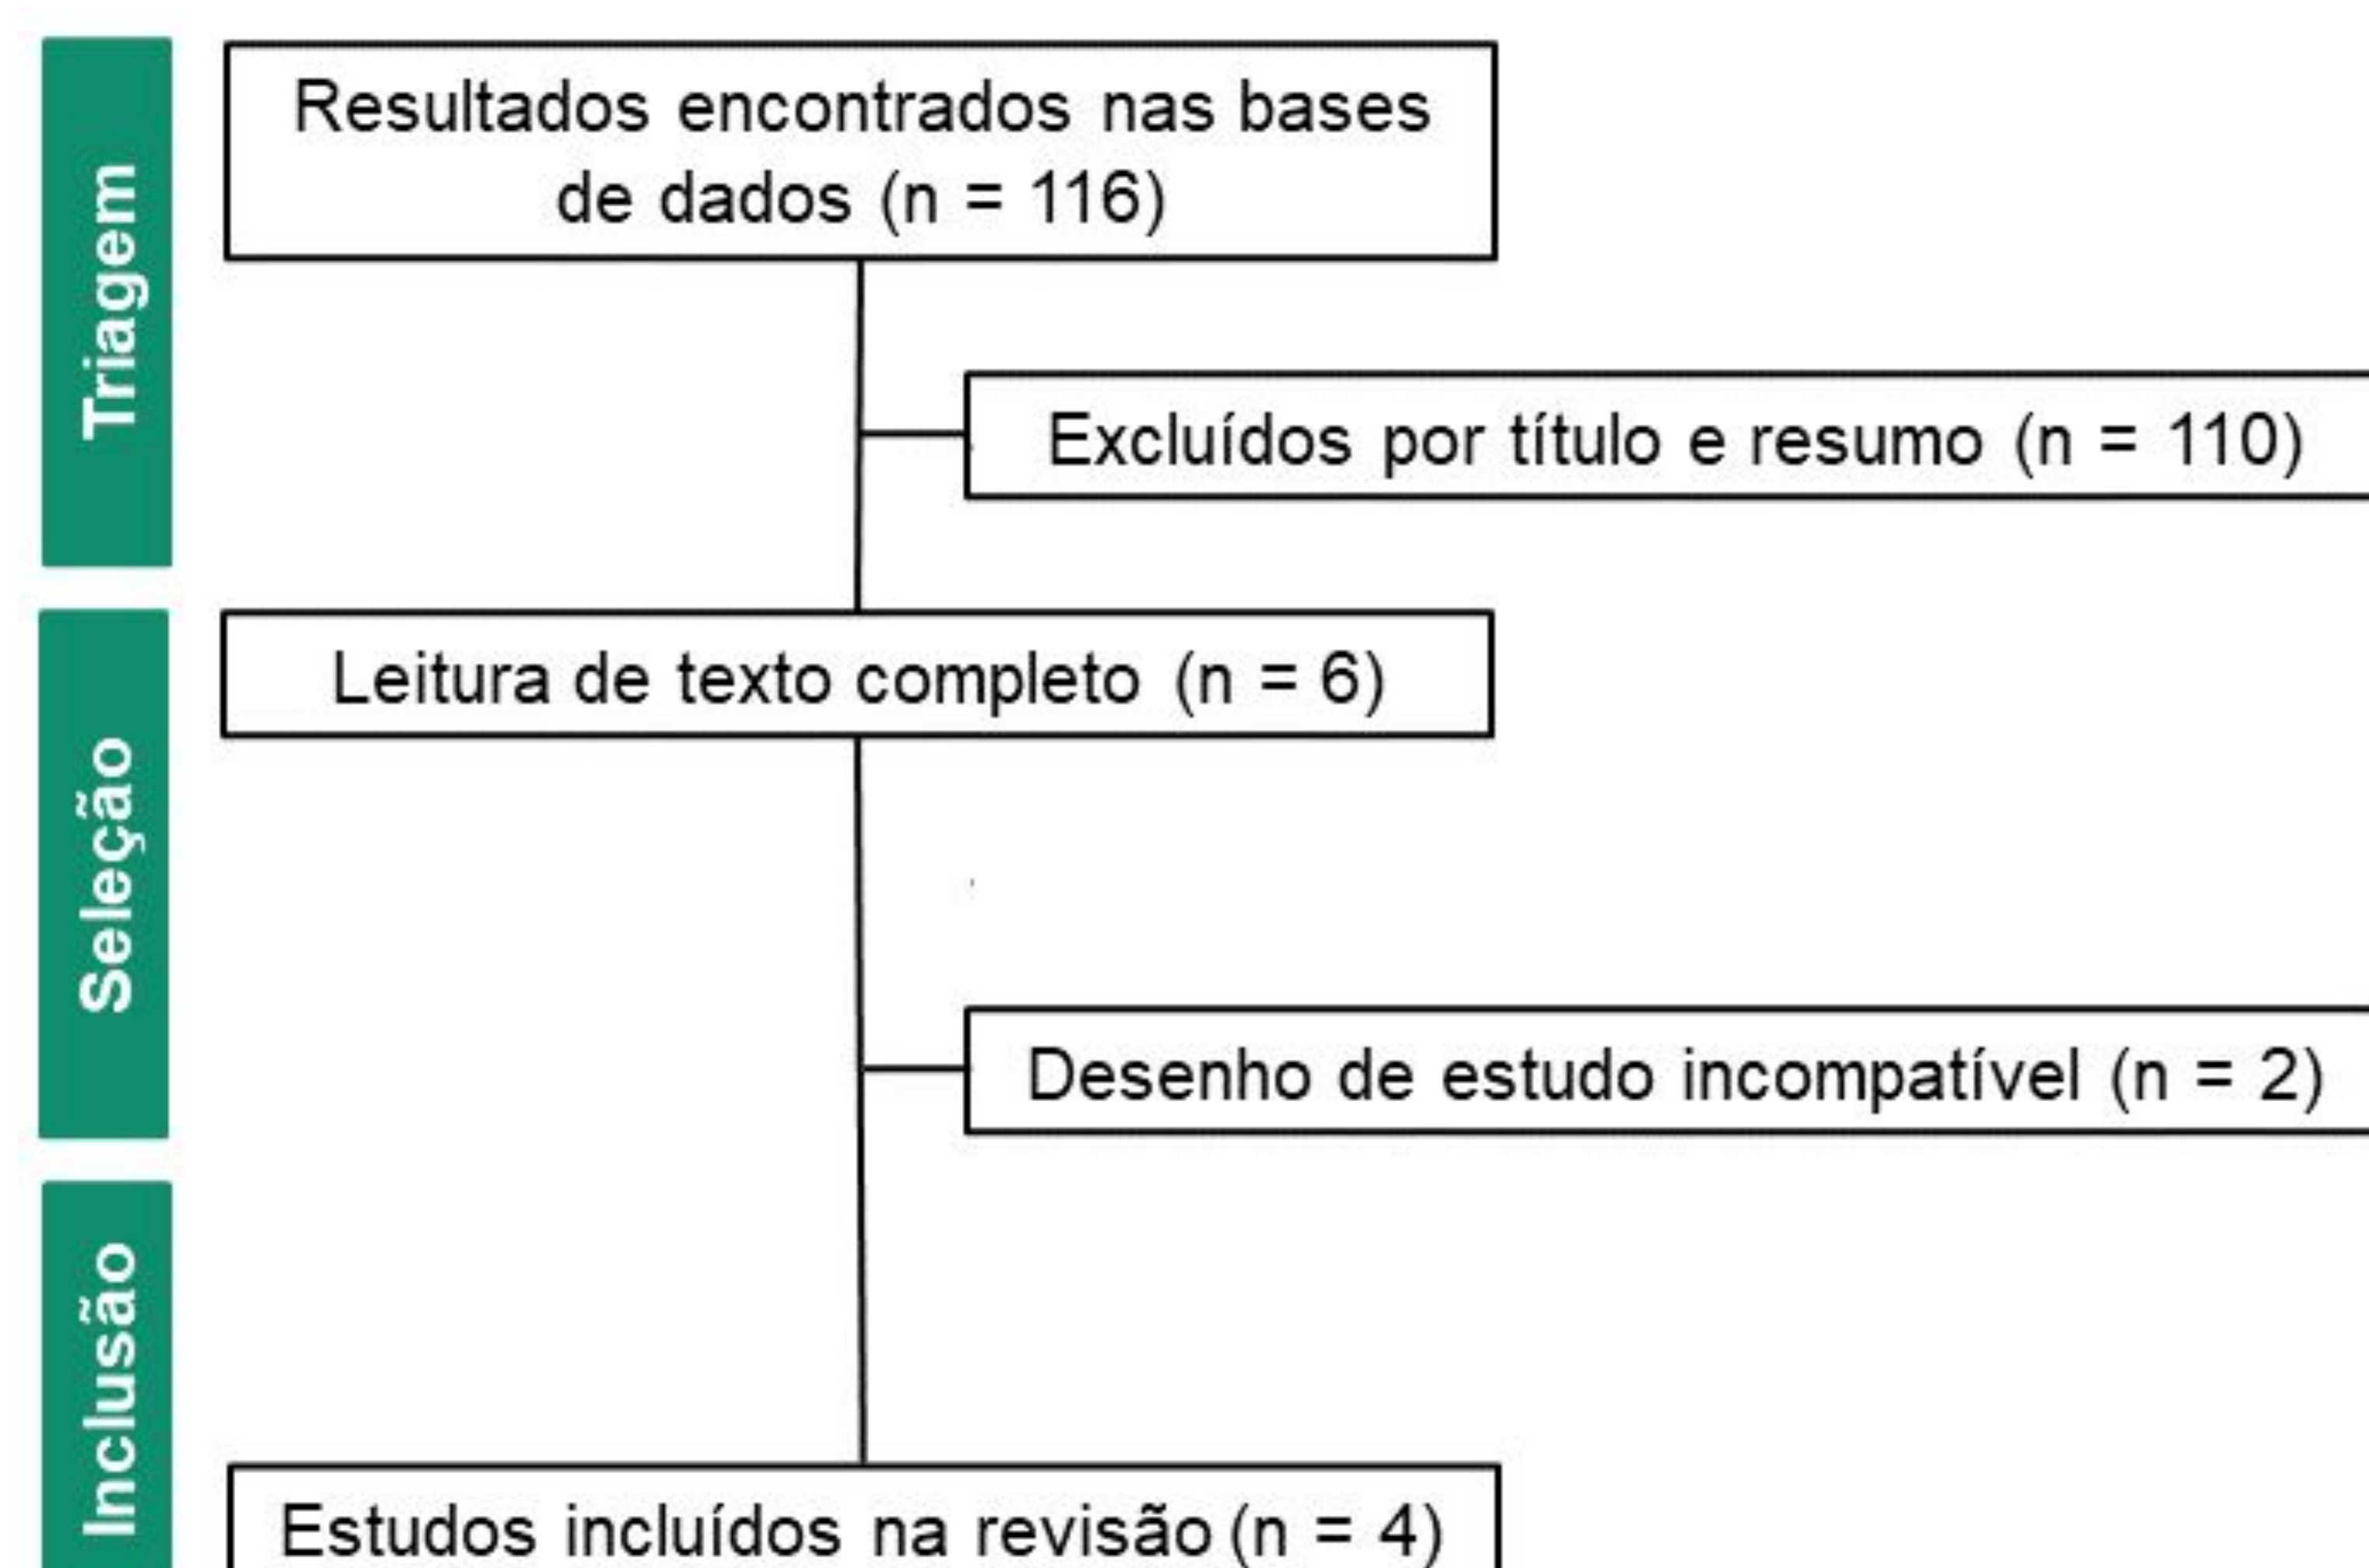 Triagem
Resultados encontrados nas bases
de dados (n = 116)
Excluídos por título e resumo (n = 110)
Seleção
Leitura de texto completo (n = 6)
Desenho de estudo incompatível (n = 2)
Inclusão
Estudos incluídos na revisão (n = 4)